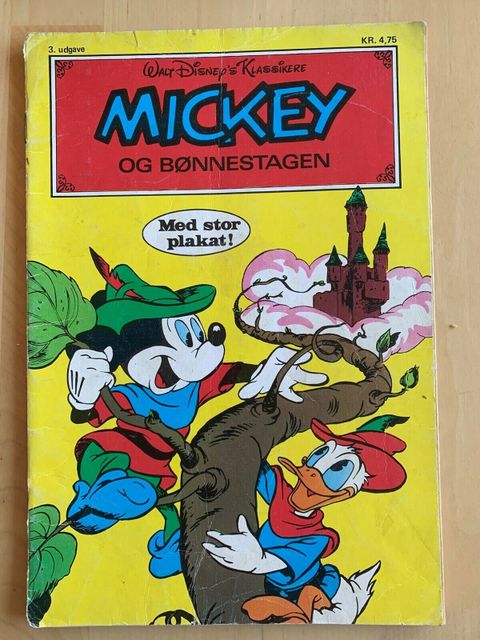 3. udgave
KR. 4,75
WALT DISNEY'S KLASSIKERE
MICKEY
OG BØNNESTAGEN
Med stor
plakat!